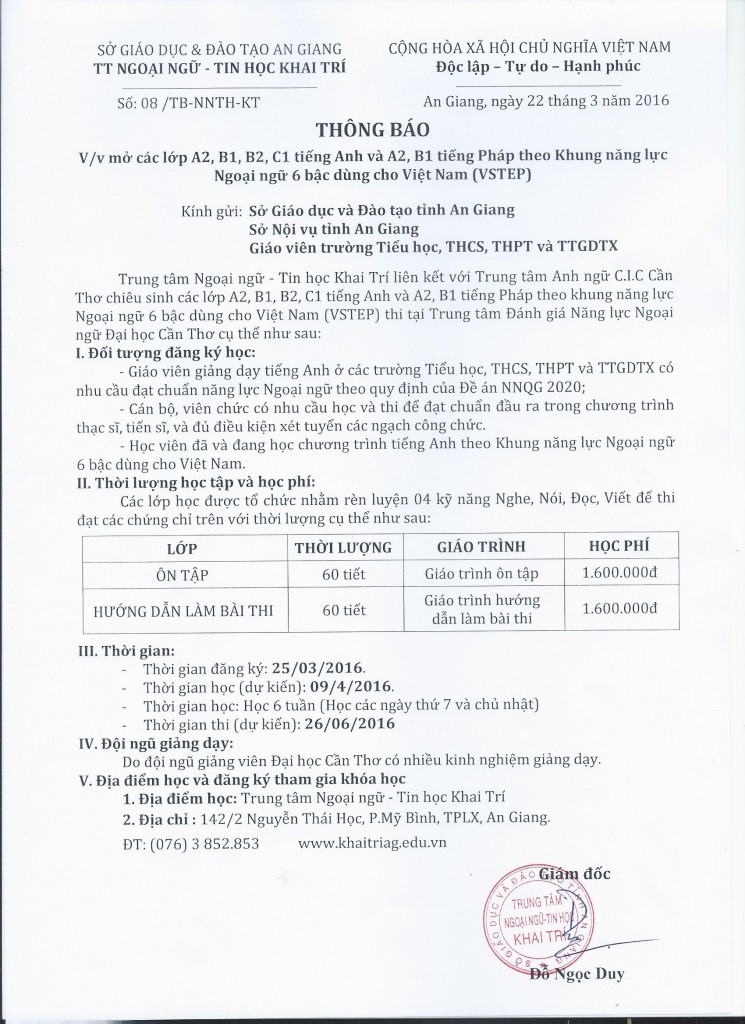 SỞ GIÁO DỤC & ĐÀO TẠO AN GIANG
TT NGOẠI NGỮ - TIN HỌC KHAI TRÍ
Số: 08 /TB-NNTH-KT
CỘNG HÒA XÃ HỘI CHỦ NGHĨA VIỆT NAM
Độc lập – Tự do – Hạnh phúc
An Giang, ngày 22 tháng 3 năm 2016
THÔNG BÁO
V/v mở các lớp A2, B1, B2, C1 tiếng Anh và A2, B1 tiếng Pháp theo Khung năng lực
Ngoại ngữ 6 bậc dùng cho Việt Nam (VSTEP)
Kính gửi: Sở Giáo dục và Đào tạo tỉnh An Giang
Sở Nội vụ tỉnh An Giang
Giáo viên trường Tiểu học, THCS, THPT và TTGDTX
Trung tâm Ngoại ngữ - Tin học Khai Trí liên kết với Trung tâm Anh ngữ C.I.C Cần
Thơ chiêu sinh các lớp A2, B1, B2, C1 tiếng Anh và A2, B1 tiếng Pháp theo khung năng lực
Ngoại ngữ 6 bậc dùng cho Việt Nam (VSTEP) thi tại Trung tâm Đánh giá Năng lực Ngoại
ngữ Đại học Cần Thơ cụ thể như sau:
I. Đối tượng đăng ký học:
- Giáo viên giảng dạy tiếng Anh ở các trường Tiểu học, THCS, THPT và TTGDTX có
nhu cầu đạt chuẩn năng lực Ngoại ngữ theo quy định của Đề án NNQG 2020;
- Cán bộ, viên chức có nhu cầu học và thi để đạt chuẩn đầu ra trong chương trình
thạc sĩ, tiến sĩ, và đủ điều kiện xét tuyển các ngạch công chức.
- Học viên đã và đang học chương trình tiếng Anh theo Khung năng lực Ngoại ngữ
6 bậc dùng cho Việt Nam.
II. Thời lượng học tập và học phí:
Các lớp học được tổ chức nhằm rèn luyện 04 kỹ năng Nghe, Nói, Đọc, Viết để thi
đạt các chứng chỉ trên với thời lượng cụ thể như sau:
LỚP THỜI LƯỢNG GIÁO TRÌNH HỌC PHÍ
ÔN TẬP 60 tiết Giáo trình ôn tập 1.600.000đ
HƯỚNG DẪN LÀM BÀI THI 60 tiết Giáo trình hướng dẫn làm bài thi 1.600.000đ
III. Thời gian:
- Thời gian đăng ký: 25/03/2016.
- Thời gian học (dự kiến): 09/4/2016.
- Thời gian học: Học 6 tuần (Học các ngày thứ 7 và chủ nhật)
- Thời gian thi (dự kiến): 26/06/2016
IV. Đội ngũ giảng dạy:
Do đội ngũ giảng viên Đại học Cần Thơ có nhiều kinh nghiệm giảng dạy.
V. Địa điểm học và đăng ký tham gia khóa học
1. Địa điểm học: Trung tâm Ngoại ngữ - Tin học Khai Trí
2. Địa chỉ : 142/2 Nguyễn Thái Học, P.Mỹ Bình, TPLX, An Giang.
ĐT: (076) 3 852.853 www.khaitriag.edu.vn
Giám đốc
SỞ GIÁO DỤC VÀ ĐÀO TẠO TỈNH AN GIANG
TRUNG TÂM
NGOẠI NGỮ-TIN HỌC
KHAI TRÍ
Đỗ Ngọc Duy